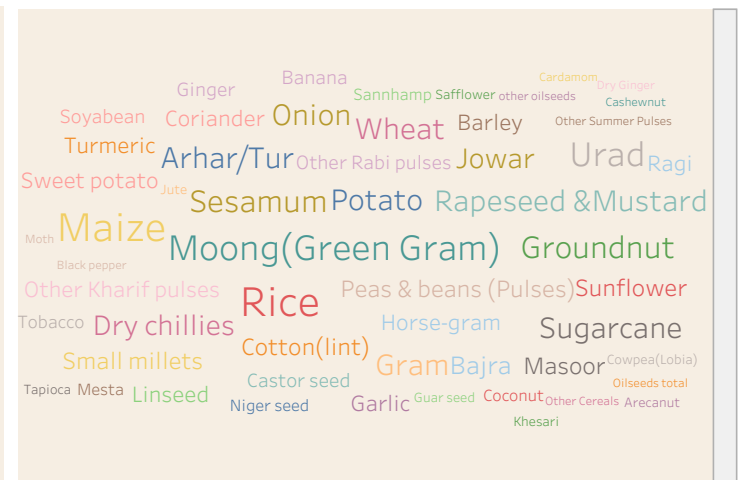 Cardamom
Banana
Dry Ginger
Ginger
Sannhamp Safflower other oilseeds
Cashewnut
Soyabean Coriander Onion Wheat Barley Other Summer Pulses
Turmeric
Arhar/Tur Other Rabi pulses Jowar Urad Ragi
Sweet potato Jute
Sesamum Potato Rapeseed &Mustard
Maize
Moth
Moong(Green Gram) Groundnut
Black pepper
Other Kharif pulses Rice Peas & beans (Pulses) Sunflower
Tobacco Dry chillies Horse-gram Sugarcane
Cotton(lint)
Small millets Gram Bajra Masoor Cowpea(Lobia)
Castor seed Oilseeds total
Tapioca Mesta Linseed Niger seed Garlic Guar seed Coconut Other Cereals Arecanut
Khesari